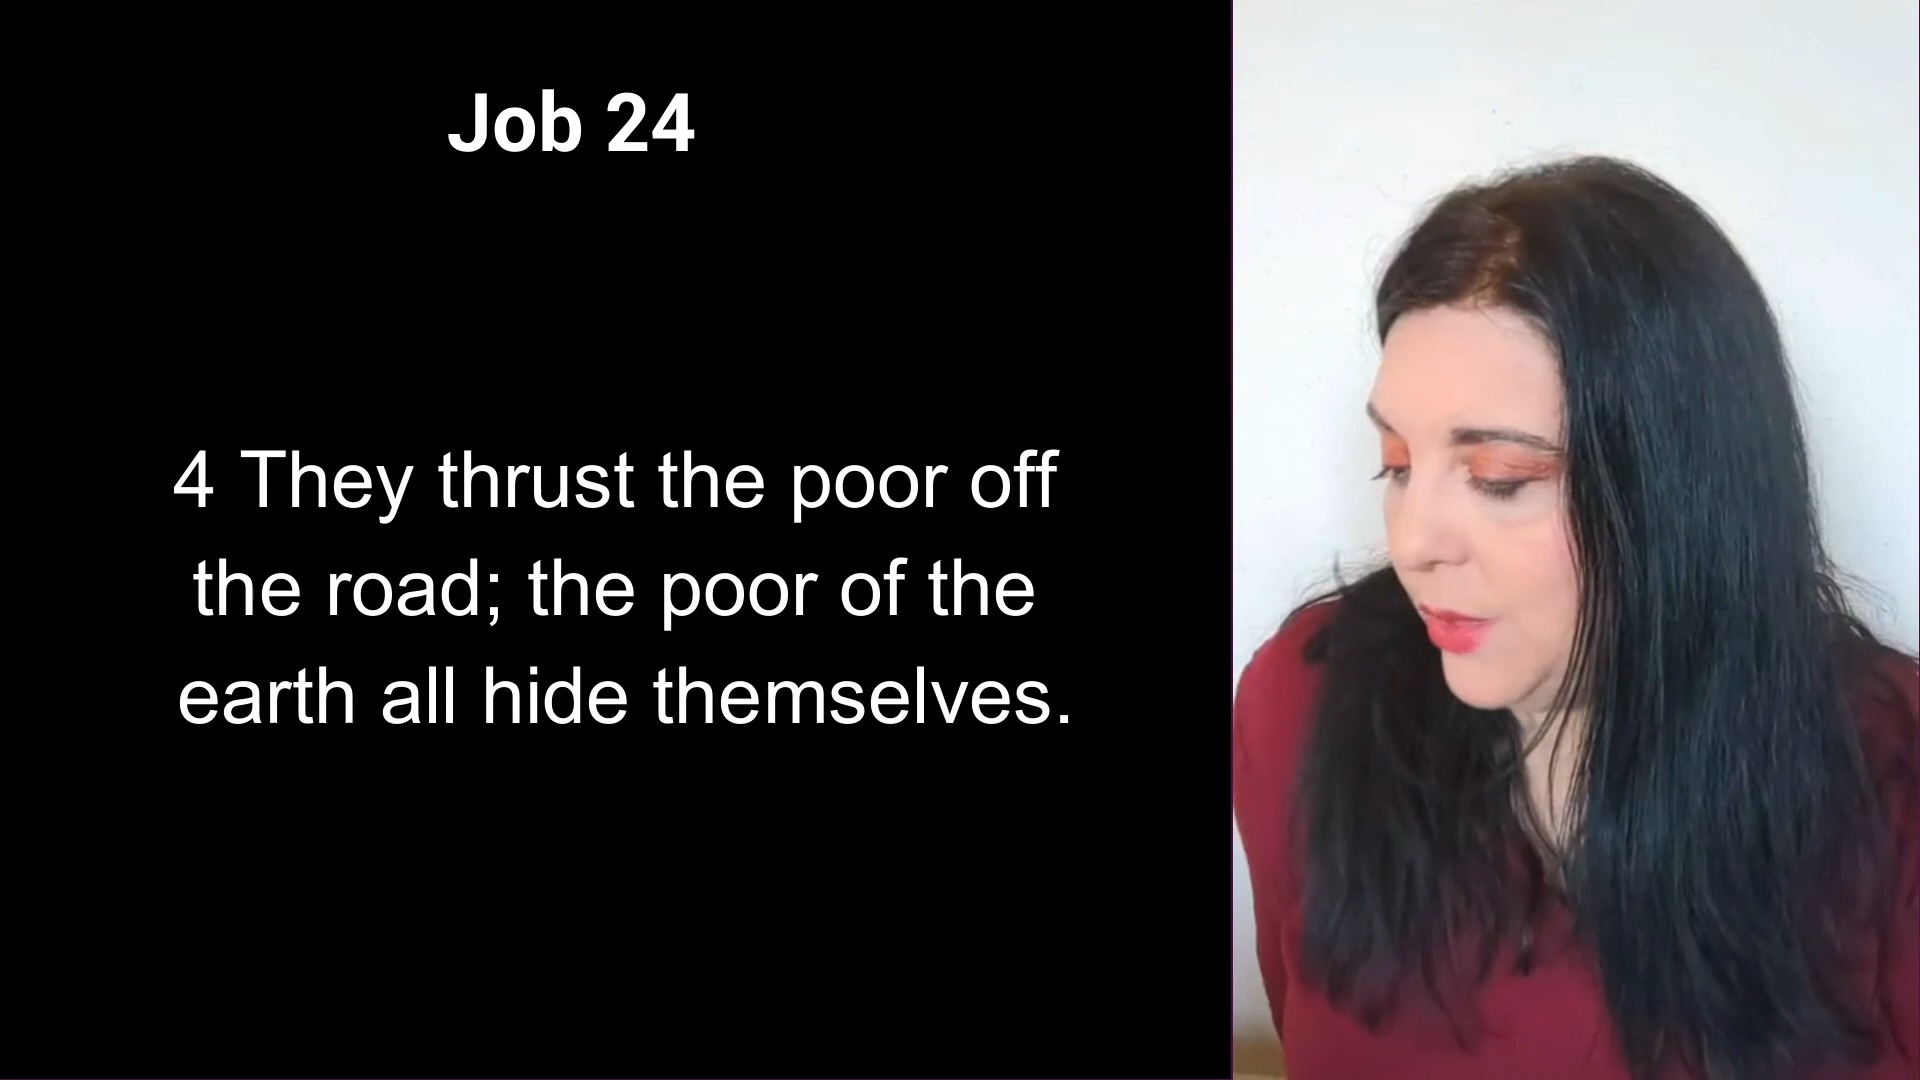 Job 24
4 They thrust the poor off
the road; the poor of the
earth all hide themselves.